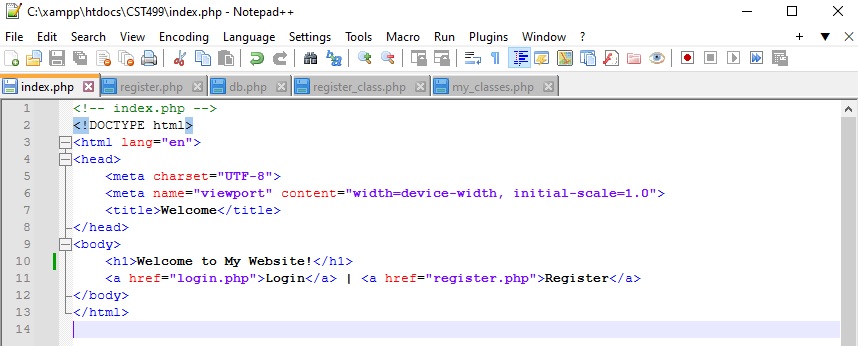 C:\xampp\htdocs\CST499\index.php - Notepad++
File Edit Search View Encoding Language Settings Tools Macro Run Plugins Window ? + ▼ X
index.php register.php db.php register_class.php my_classes.php
1 <!-- index.php -->
2 <!DOCTYPE html>
3 <html lang="en">
4 <head>
5 <meta charset="UTF-8">
6 <meta name="viewport" content="width=device-width, initial-scale=1.0">
7 <title>Welcome</title>
8 </head>
9 <body>
10 <h1>Welcome to My Website!</h1>
11 <a href="login.php">Login</a> | <a href="register.php">Register</a>
12 </body>
13 </html>
14